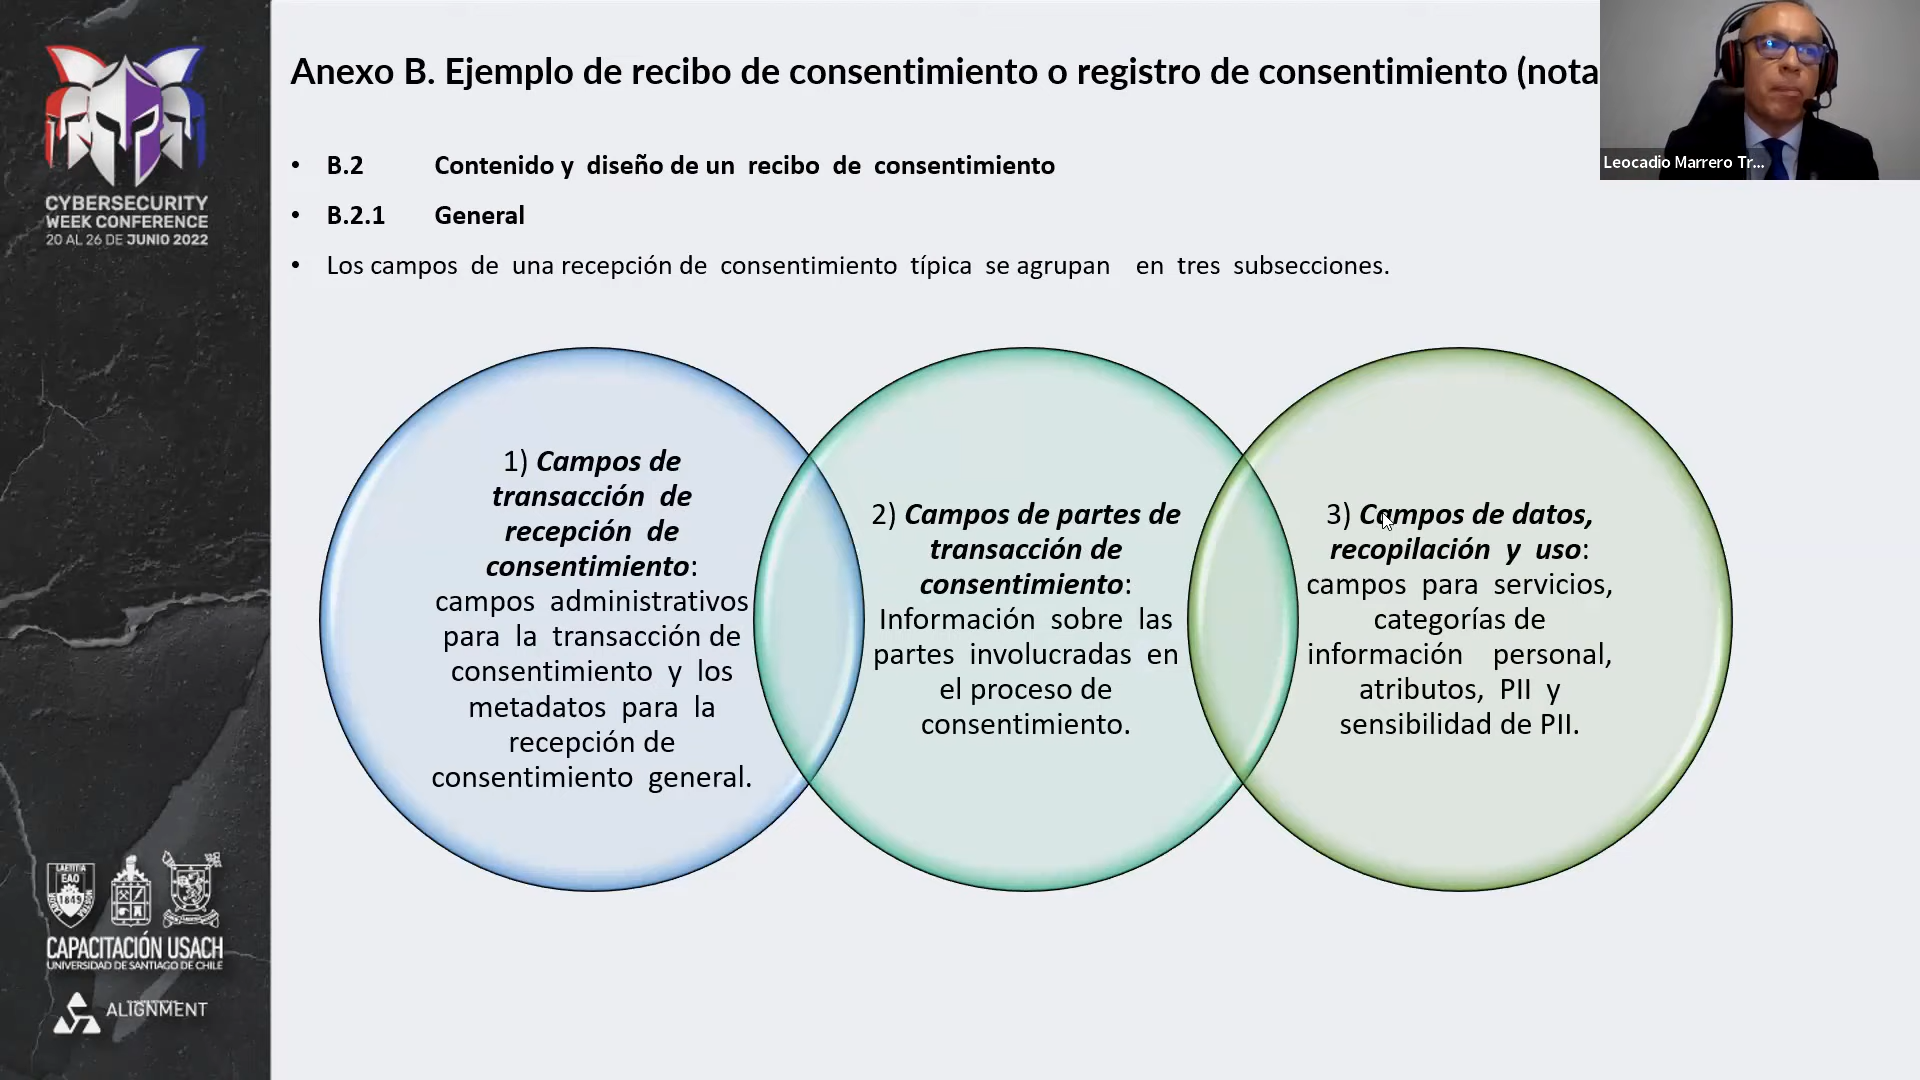 CYBERSECURITY
WEEK CONFERENCE
20 AL 26 DE JUNIO 2022
Anexo B. Ejemplo de recibo de consentimiento o registro de consentimiento (nota
Leocadio Marrero Tr...
• B.2 Contenido y diseño de un recibo de consentimiento
• B.2.1 General
• Los campos de una recepción de consentimiento típica se agrupan en tres subsecciones.
1) Campos de
transacción de
recepción de
consentimiento:
campos administrativos
para la transacción de
consentimiento y los
metadatos para la
recepción de
consentimiento general.
2) Campos de partes de
transacción de
consentimiento:
Información sobre las
partes involucradas en
el proceso de
consentimiento.
3) Campos de datos,
recopilación y uso:
campos para servicios,
categorías de
información personal,
atributos, PII y
sensibilidad de PII.
LAETITIA
EAO
1849
CAPACITACIÓN USACH
UNIVERSIDAD DE SANTIAGO DE CHILE
ALIGNMENT